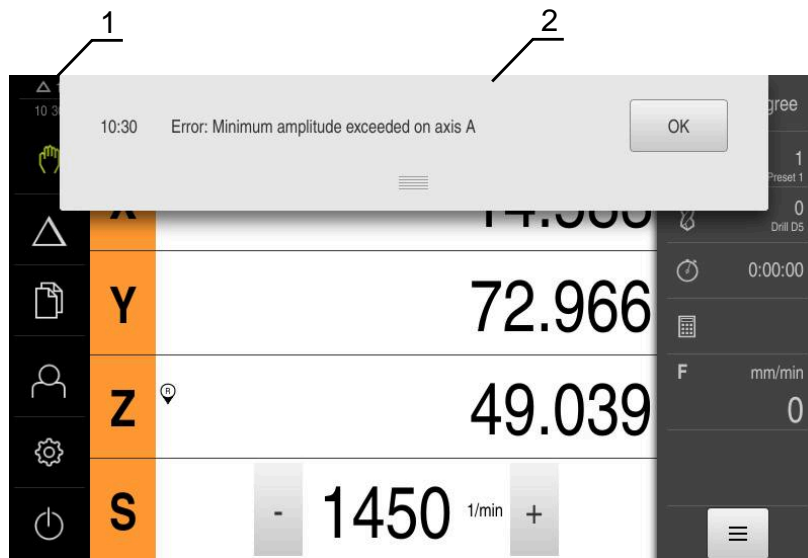 1
2
10:30 Error: Minimum amplitude exceeded on axis A OK
1
Preset 1
0
Drill D5
Y 72.966
0:00:00
Z R 49.039
F mm/min
0
S - 1450 1/min +